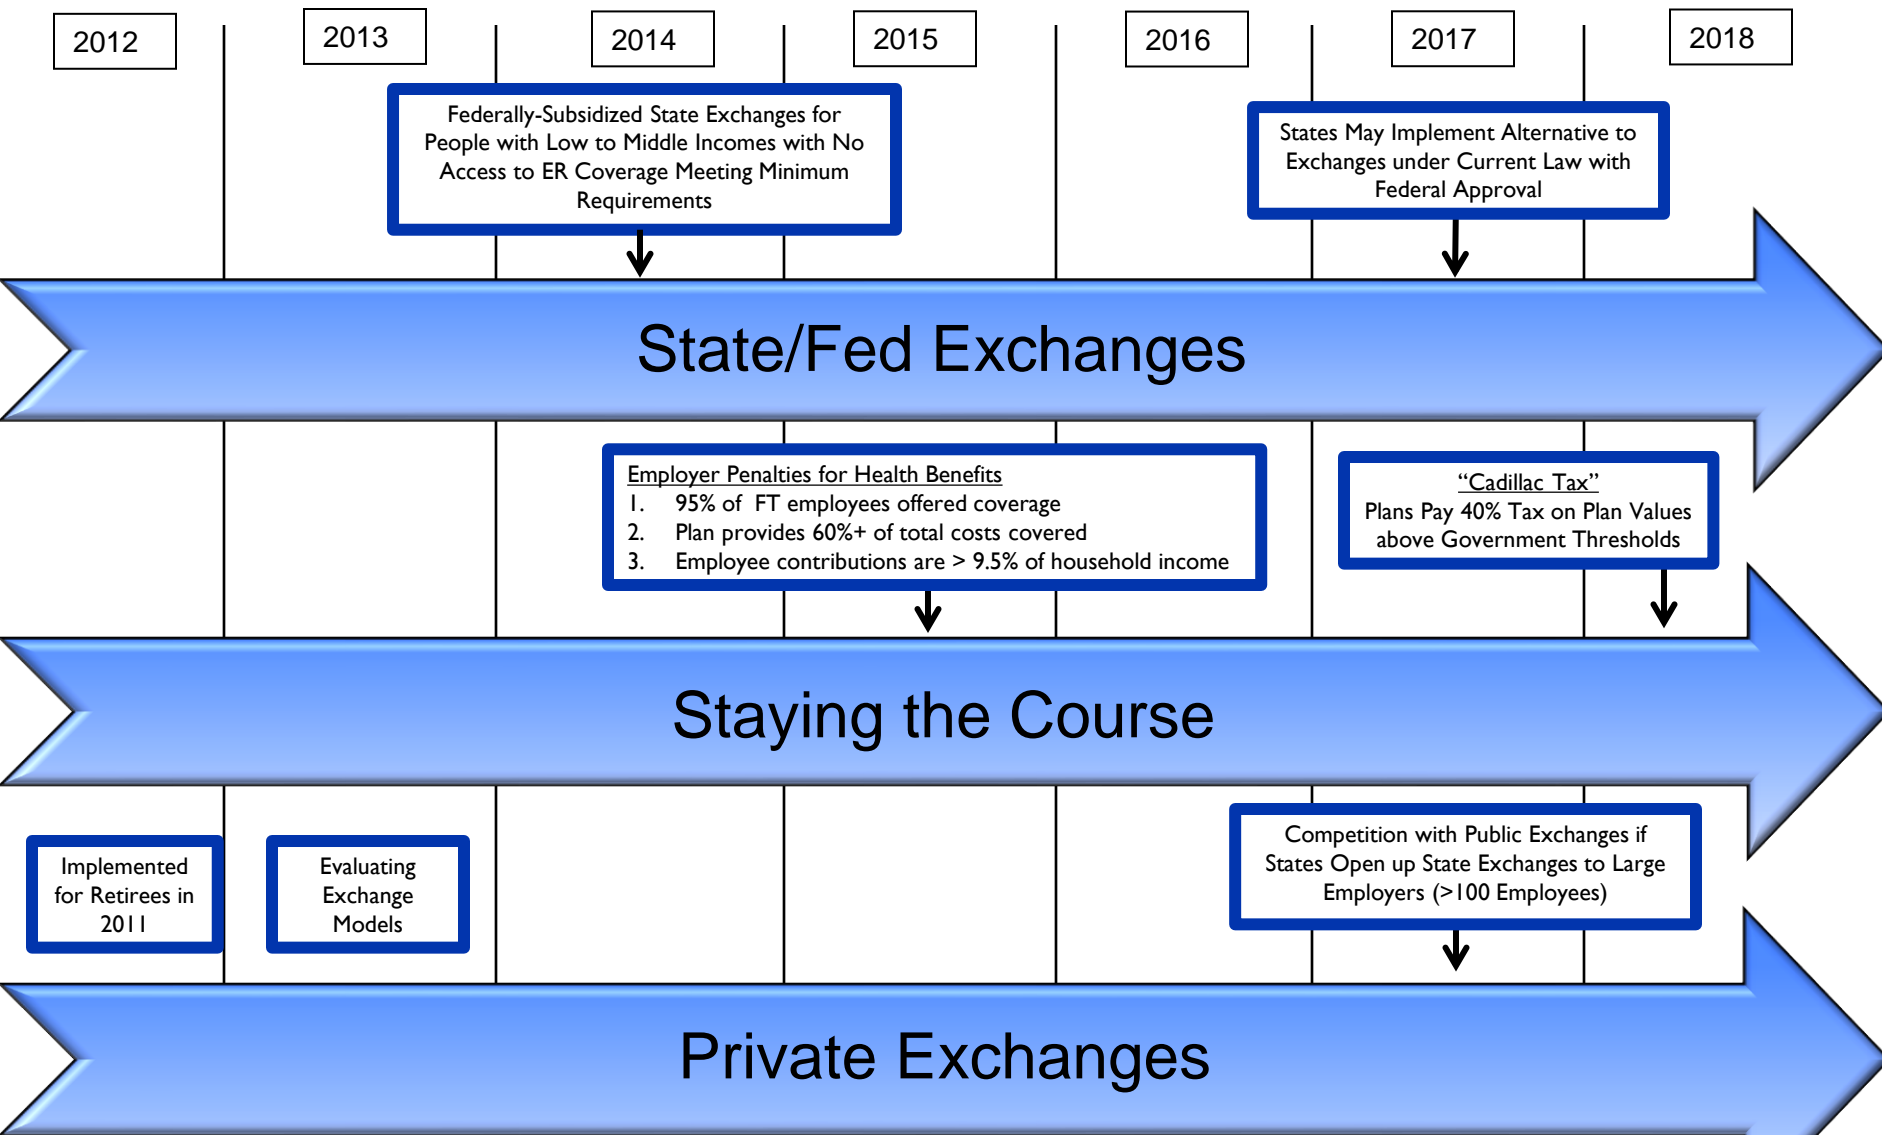 2012
2013
2014
2015
2016
2017
2018
Federally-Subsidized State Exchanges for
People with Low to Middle Incomes with No
Access to ER Coverage Meeting Minimum
Requirements
States May Implement Alternative to
Exchanges under Current Law with
Federal Approval
State/Fed Exchanges
Employer Penalties for Health Benefits
1. 95% of FT employees offered coverage
2. Plan provides 60%+ of total costs covered
3. Employee contributions are > 9.5% of household income
“Cadillac Tax”
Plans Pay 40% Tax on Plan Values
above Government Thresholds
Staying the Course
Implemented
for Retirees in
2011
Evaluating
Exchange
Models
Competition with Public Exchanges if
States Open up State Exchanges to Large
Employers (>100 Employees)
Private Exchanges